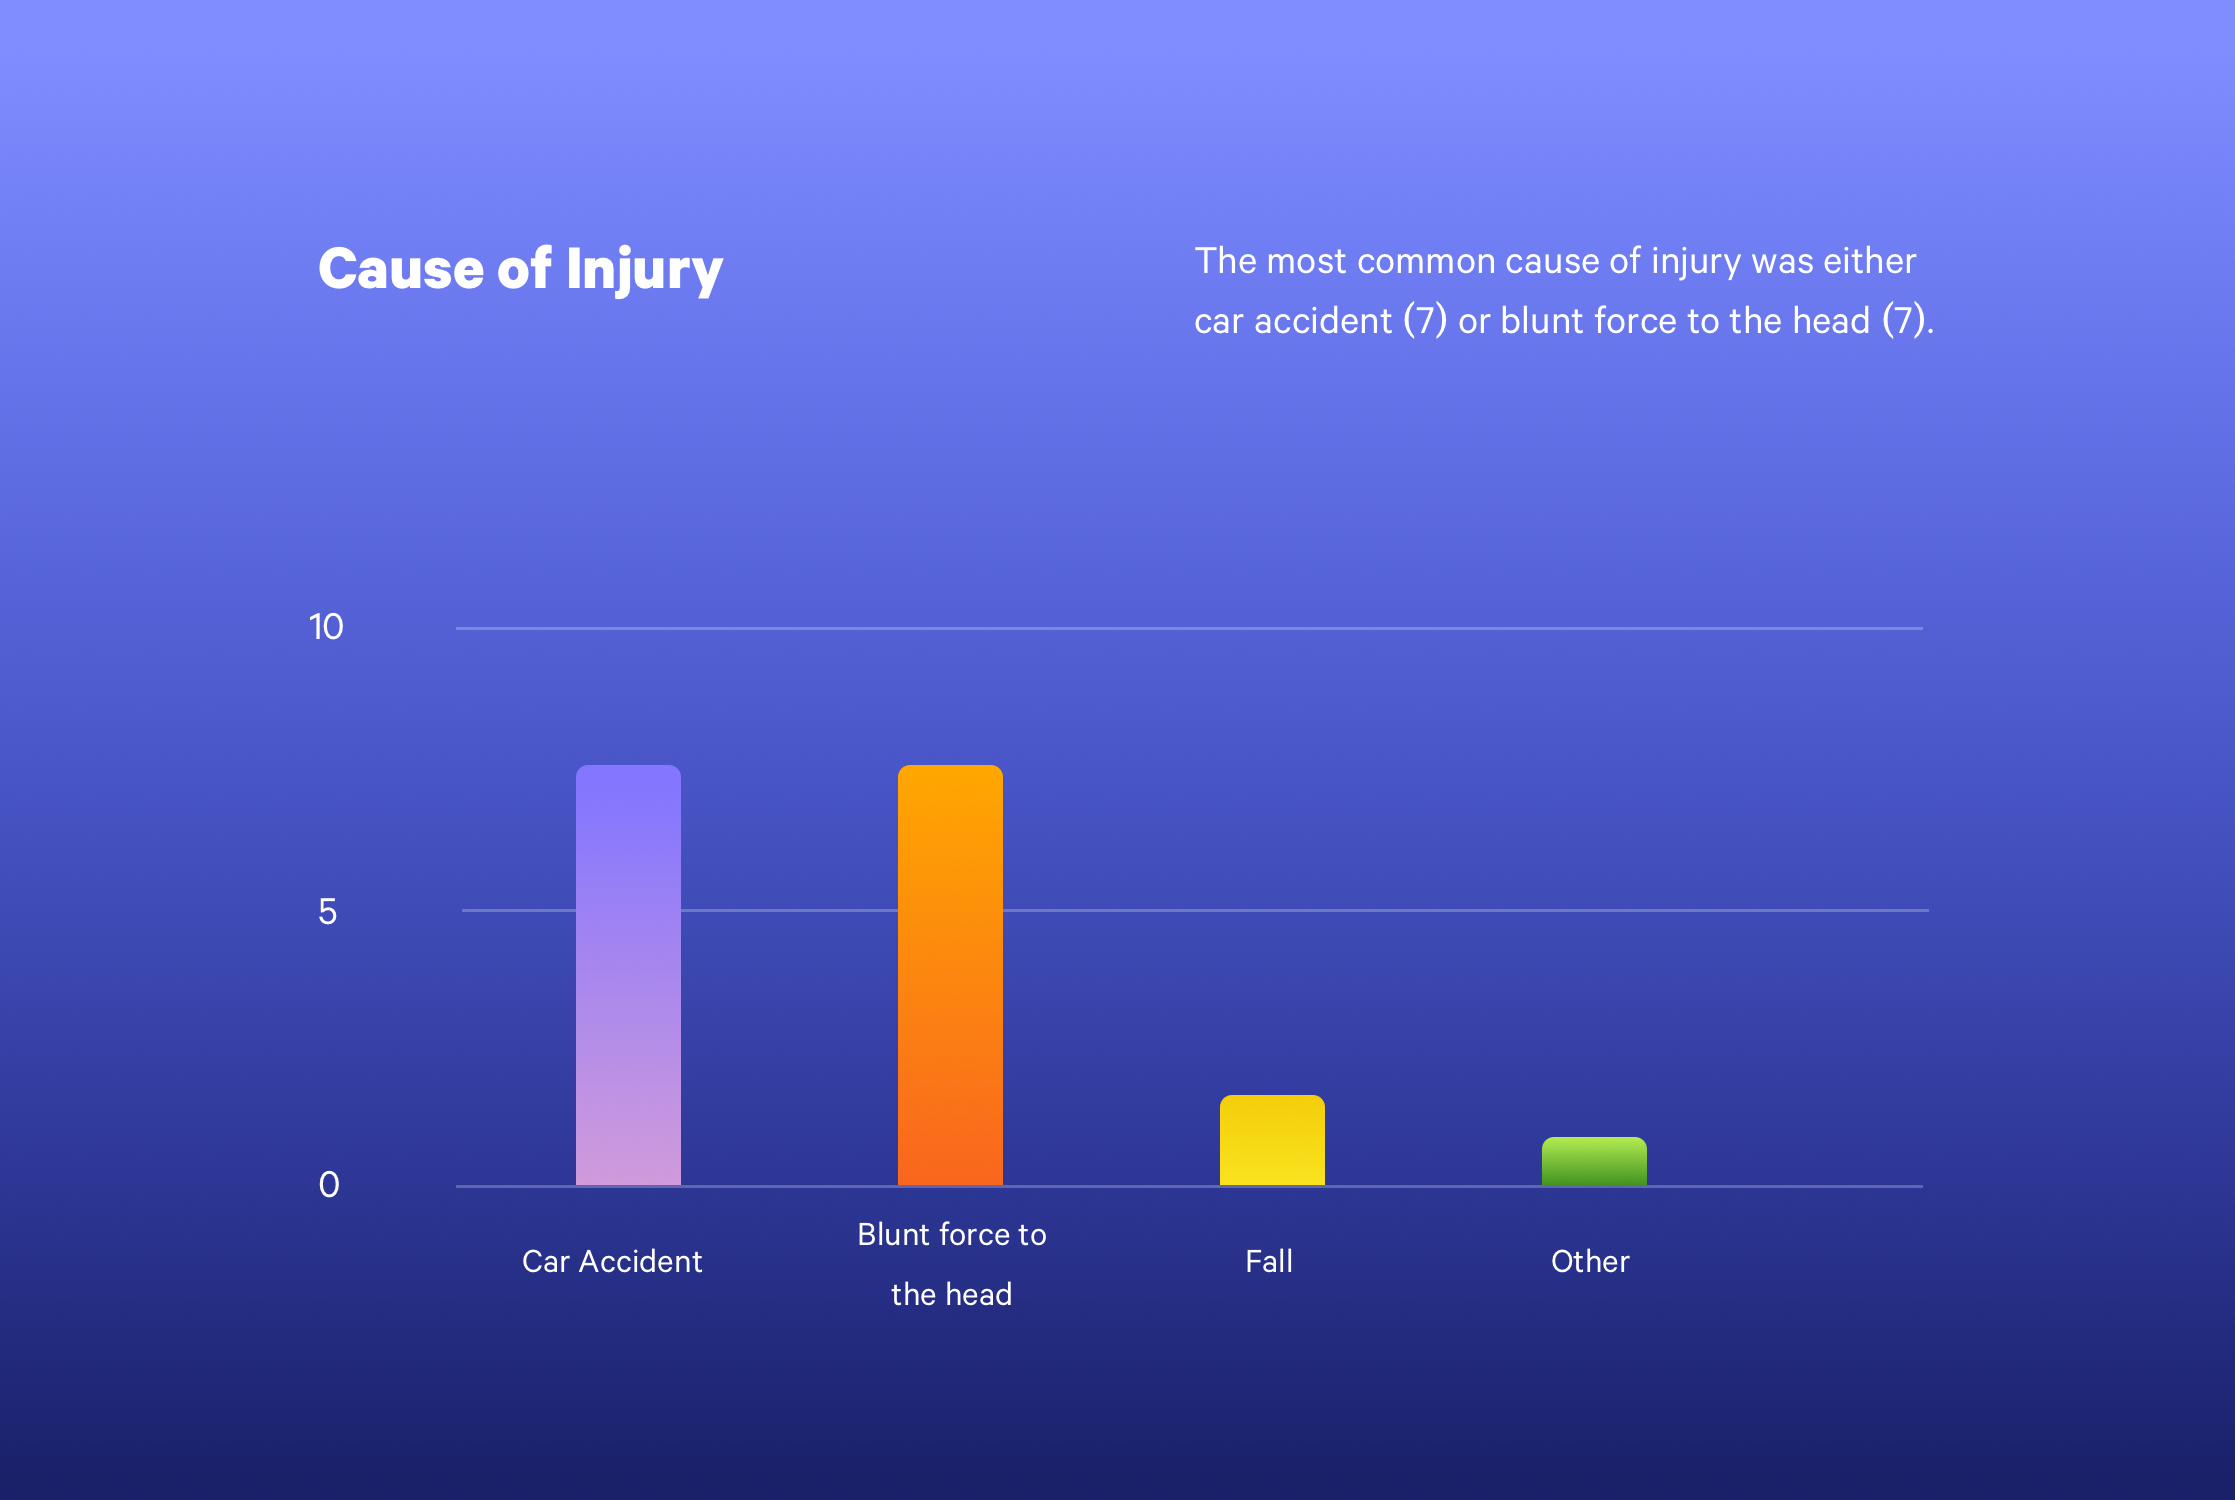 Cause of Injury
The most common cause of injury was either
car accident (7) or blunt force to the head (7).
10
5
0
Car Accident
Blunt force to
the head
Fall
Other